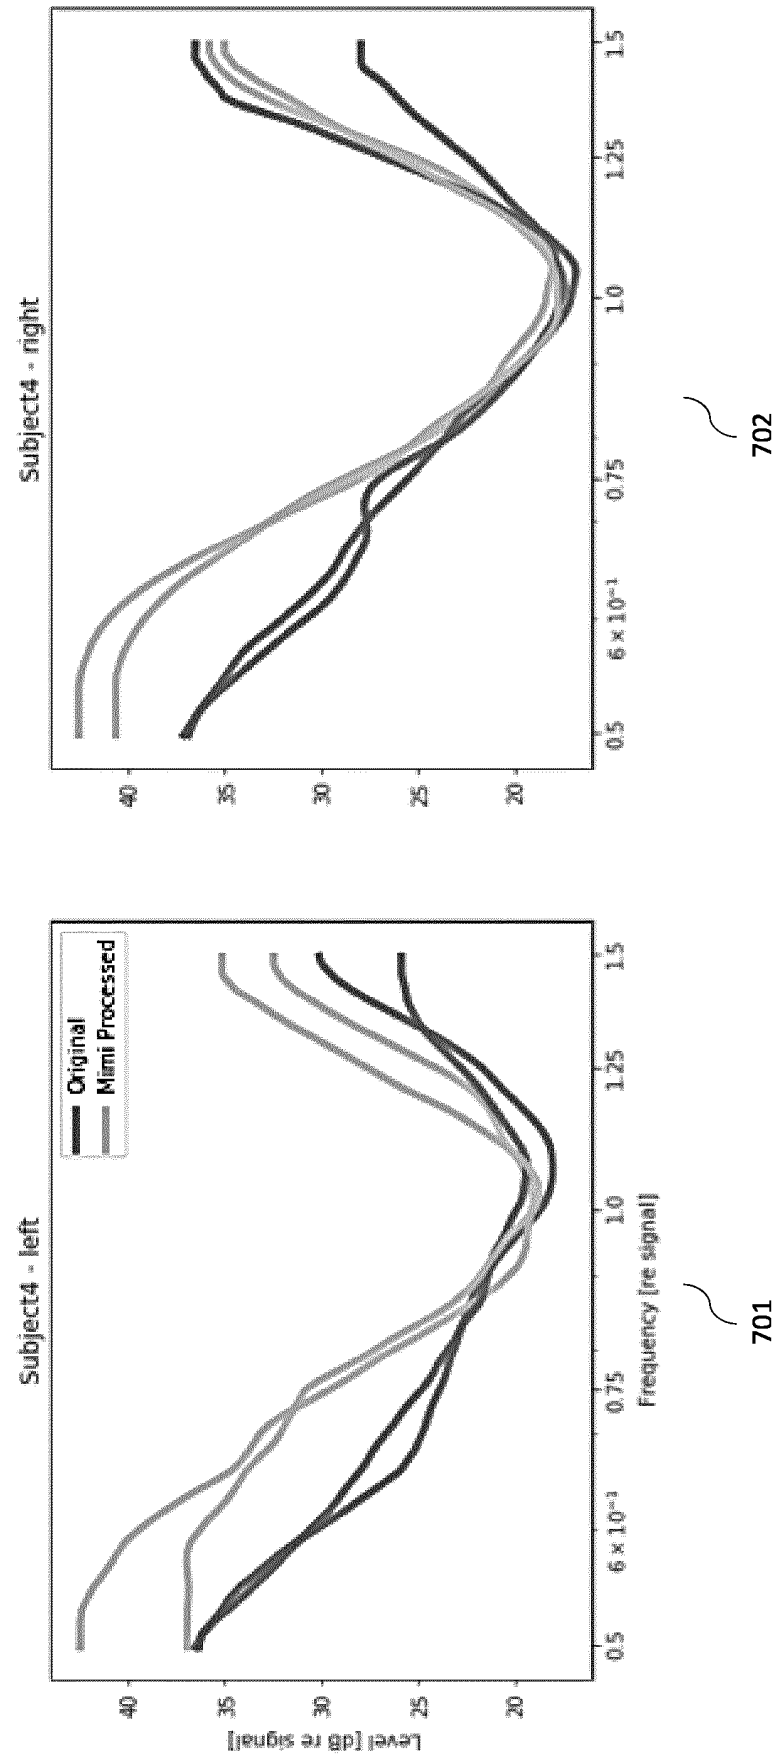 Subject4 - left
Original
Mimi Processed
Level [dB re signal]
40
35
30
25
20
0.5
6 × 10⁻¹
0.75
1.0
1.25
1.5
Frequency [re signal]
701
Subject4 - right
40
35
30
25
20
0.5
6 × 10⁻¹
0.75
1.0
1.25
1.5
702